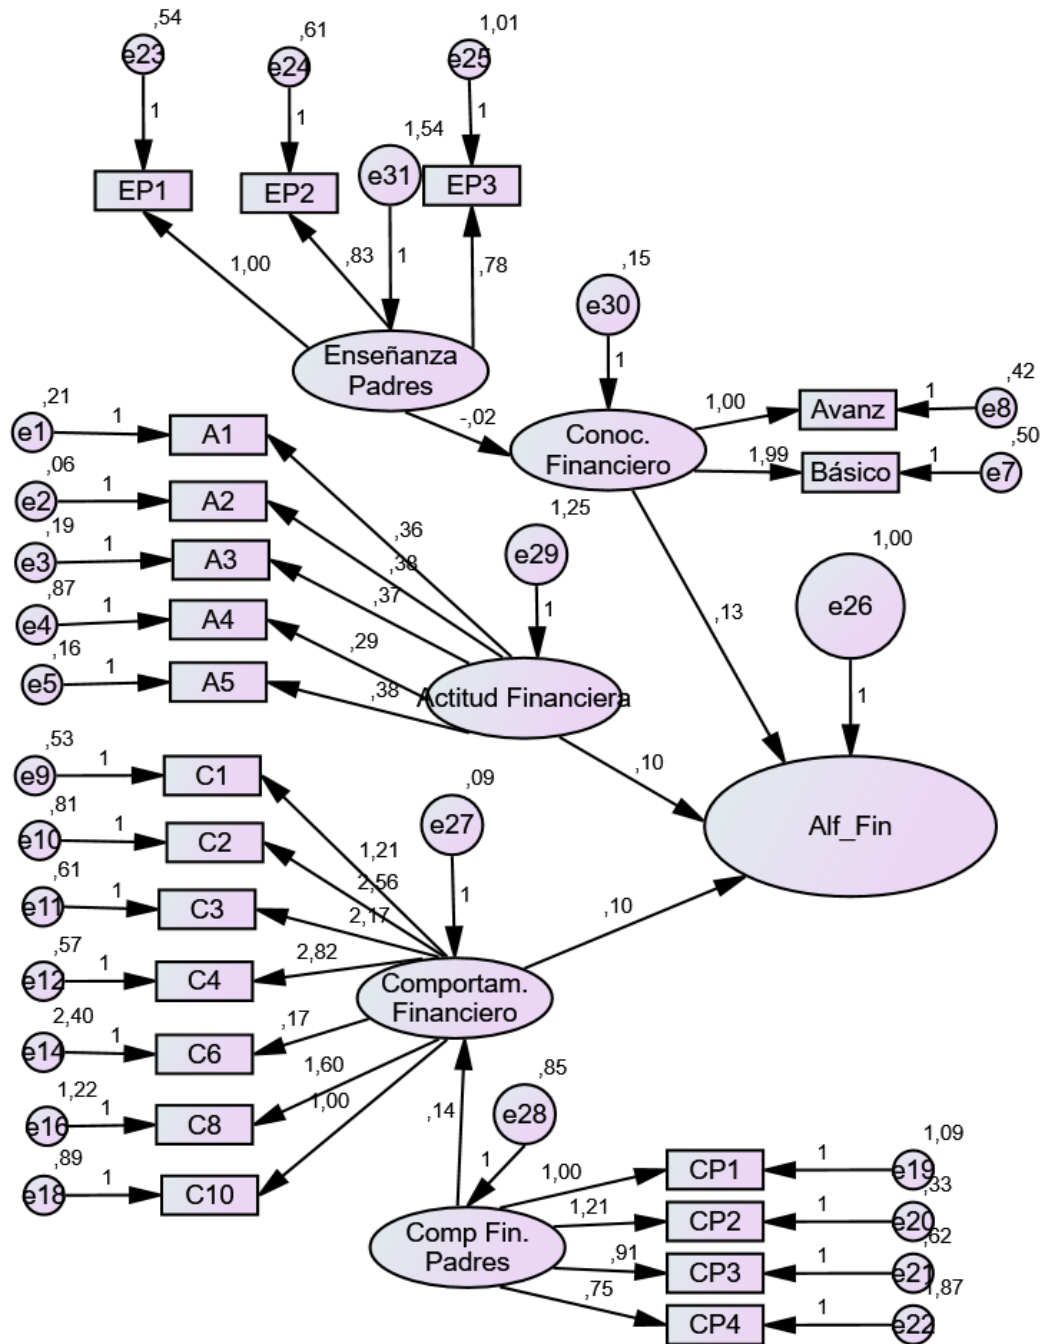 ,54
,61
1,01
e23
e24
e25
1
1
1
1,54
e31
EP1
EP2
EP3
1
1,00
,83
,78
,15
e30
1
Enseñanza
Padres
-,02
Conoc.
Financiero
1,00
Avanz
1
,42
e8
1,99
Básico
1
,50
e7
,21
e1
1
A1
,06
e2
1
A2
,19
e3
1
A3
,87
e4
1
A4
,16
e5
1
A5
,36
,38
,37
,29
,38
1,25
e29
1
Actitud Financiera
,13
1,00
e26
1
,10
Alf_Fin
,53
e9
1
C1
,81
e10
1
C2
,61
e11
1
C3
,57
e12
1
C4
2,40
e14
1
C6
1,22
e16
1
C8
,89
e18
1
C10
1,21
2,56
2,17
2,82
,17
1,60
1,00
,09
e27
1
Comportam.
Financiero
,10
,14
,85
e28
1
Comp Fin.
Padres
1,00
CP1
1
1,09
e19
1,21
CP2
1
,33
e20
,91
CP3
1
,62
e21
,75
CP4
1
1,87
e22